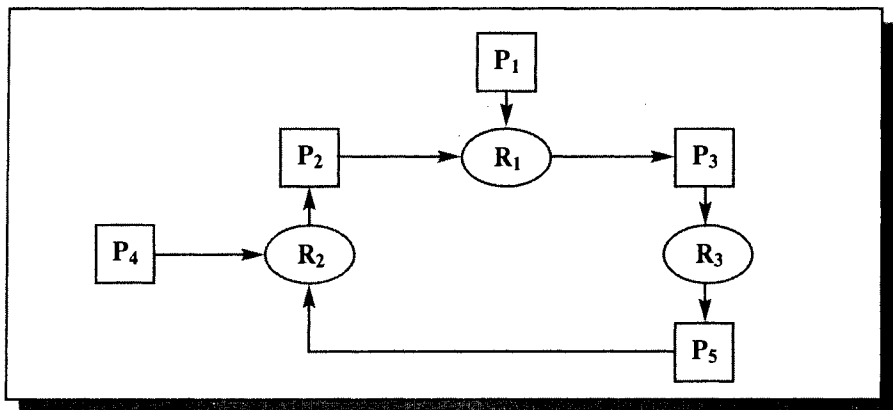 P₁
P₂ R₁ P₃
P₄ R₂ R₃
P₅